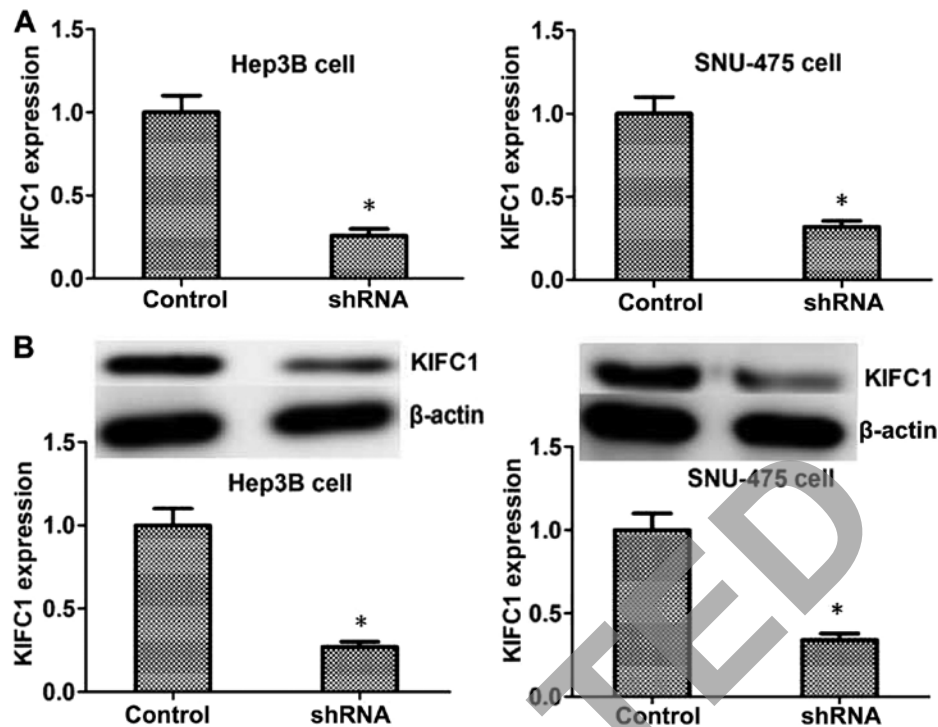 A
1.5
1.0
0.5
0.0
KIFC1 expression
Hep3B cell
*
Control shRNA
1.5
1.0
0.5
0.0
KIFC1 expression
SNU-475 cell
*
Control shRNA
B
KIFC1
β-actin
1.5
1.0
0.5
0.0
KIFC1 expression
Hep3B cell
*
Control shRNA
KIFC1
β-actin
1.5
1.0
0.5
0.0
KIFC1 expression
SNU-475 cell
*
Control shRNA
TED